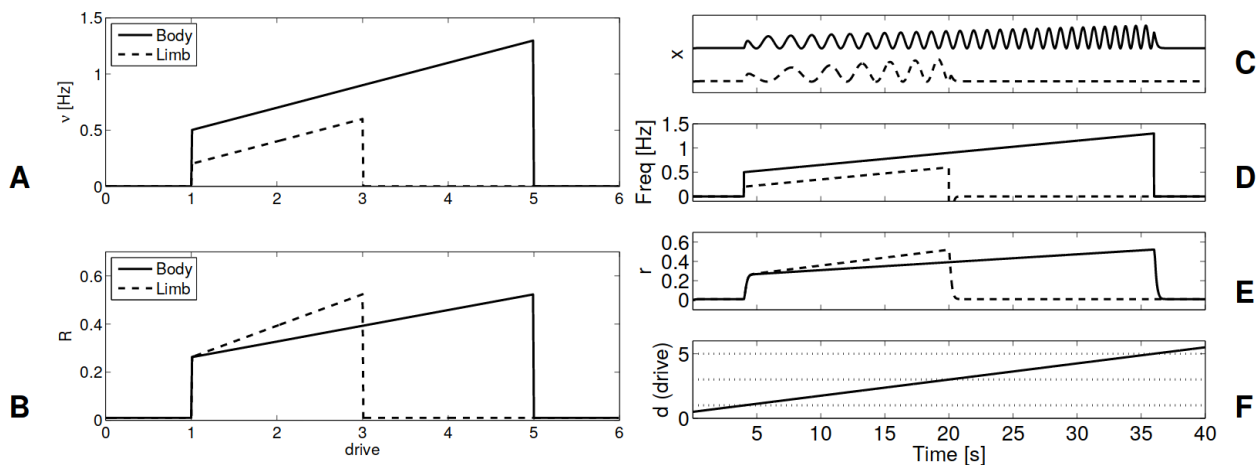 A
ν [Hz]
1.5
1
0.5
0
Body
Limb
0 1 2 3 4 5 6
B
R
0.6
0.4
0.2
0
Body
Limb
0 1 2 3 4 5 6
drive
x
C
Freq [Hz]
1.5
1.0
0.5
0
D
r
0.6
0.4
0.2
0
E
d (drive)
5
0
F
5 10 15 20 25 30 35 40
Time [s]